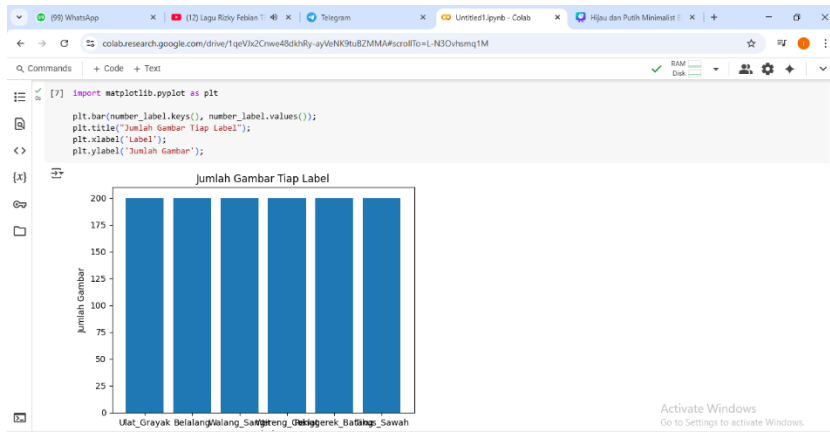 (99) WhatsApp
(12) Lagu Rizky Febian Ti
Telegram
Untitled1.ipynb - Colab
Hijau dan Putih Minimalist
colab.research.google.com/drive/1qeVJx2Cnwe48dkhRy-ayVeNK9tuBZMMA#scrollTo=L-N3Ovhsmq1M
Commands + Code + Text
RAM
Disk
[7] import matplotlib.pyplot as plt
0s
plt.bar(number_label.keys(), number_label.values());
plt.title("Jumlah Gambar Tiap Label");
plt.xlabel('Label');
plt.ylabel('Jumlah Gambar');
{x}
Jumlah Gambar Tiap Label
200
175
150
125
100
75
50
25
0
Jumlah Gambar
Ulat_Grayak Belalang
Tikus_Sawah
Activate Windows
Go to Settings to activate Windows.